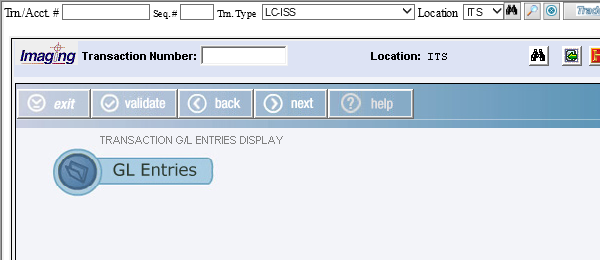 Trn./Acct. # Seq. # Trn. Type LC-ISS Location ITS
Imaging Transaction Number: Location: ITS
exit validate back next help
TRANSACTION G/L ENTRIES DISPLAY
GL Entries